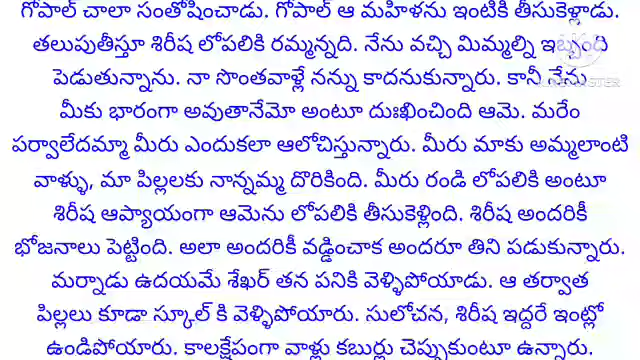 గోపాల్ చాలా సంతోషించాడు. గోపాల్ ఆ మహిళను ఇంటికి తీసుకెళ్లాడు.
తలుపుతీస్తూ శిరీష లోపలికి రమ్మన్నది. నేను వచ్చి మిమ్మల్ని ఇబ్బంది
పెడుతున్నాను. నా సొంతవాళ్లే నన్ను కాదనుకున్నారు. కానీ నేను
మీకు భారంగా అవుతానేమో అంటూ దుఃఖించింది ఆమె. మరేం
పర్వాలేదమ్మా మీరు ఎందుకలా ఆలోచిస్తున్నారు. మీరు మాకు అమ్మలాంటి
వాళ్ళు, మా పిల్లలకు నాన్నమ్మ దొరికింది. మీరు రండి లోపలికి అంటూ
శిరీష ఆప్యాయంగా ఆమెను లోపలికి తీసుకెళ్లింది. శిరీష అందరికీ
భోజనాలు పెట్టింది. అలా అందరికీ వడ్డించాక అందరూ తిని పడుకున్నారు.
మర్నాడు ఉదయమే శేఖర్ తన పనికి వెళ్ళిపోయాడు. ఆ తర్వాత
పిల్లలు కూడా స్కూల్ కి వెళ్ళిపోయారు. సులోచన, శిరీష ఇద్దరే ఇంట్లో
ఉండిపోయారు. కాలక్షేపంగా వాళ్లు కబుర్లు చెప్పుకుంటూ ఉన్నారు.